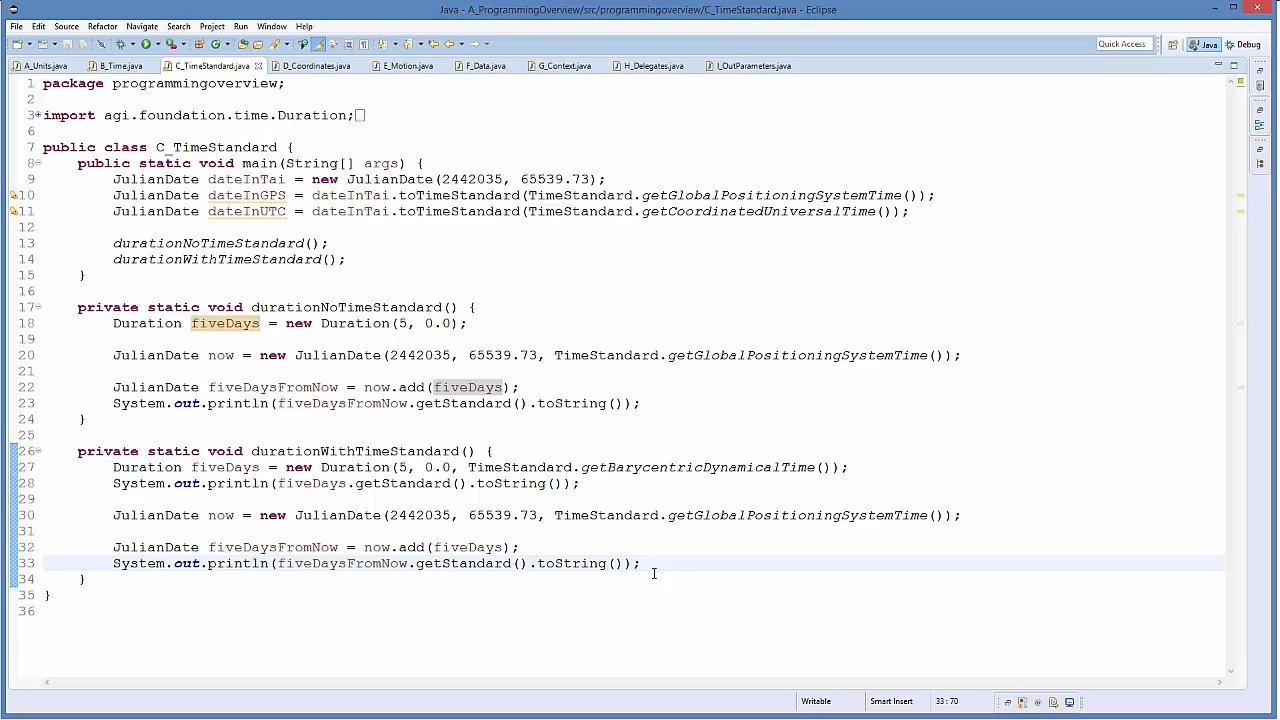 Java - A_ProgrammingOverview/src/programmingoverview/C_TimeStandard.java - Eclipse
File Edit Source Refactor Navigate Search Project Run Window Help
Quick Access Java Debug
A_Units.java B_Time.java C_TimeStandard.java D_Coordinates.java E_Motion.java F_Data.java G_Context.java H_Delegates.java I_OutParameters.java
1 package programmingoverview;
2
3 import agi.foundation.time.Duration;
6
7 public class C_TimeStandard {
8 public static void main(String[] args) {
9 JulianDate dateInTai = new JulianDate(2442035, 65539.73);
10 JulianDate dateInGPS = dateInTai.toTimeStandard(TimeStandard.getGlobalPositioningSystemTime());
11 JulianDate dateInUTC = dateInTai.toTimeStandard(TimeStandard.getCoordinatedUniversalTime());
12
13 durationNoTimeStandard();
14 durationWithTimeStandard();
15 }
16
17 private static void durationNoTimeStandard() {
18 Duration fiveDays = new Duration(5, 0.0);
19
20 JulianDate now = new JulianDate(2442035, 65539.73, TimeStandard.getGlobalPositioningSystemTime());
21
22 JulianDate fiveDaysFromNow = now.add(fiveDays);
23 System.out.println(fiveDaysFromNow.getStandard().toString());
24 }
25
26 private static void durationWithTimeStandard() {
27 Duration fiveDays = new Duration(5, 0.0, TimeStandard.getBarycentricDynamicalTime());
28 System.out.println(fiveDays.getStandard().toString());
29
30 JulianDate now = new JulianDate(2442035, 65539.73, TimeStandard.getGlobalPositioningSystemTime());
31
32 JulianDate fiveDaysFromNow = now.add(fiveDays);
33 System.out.println(fiveDaysFromNow.getStandard().toString());
34 }
35 }
36
Writable Smart Insert 33 : 70